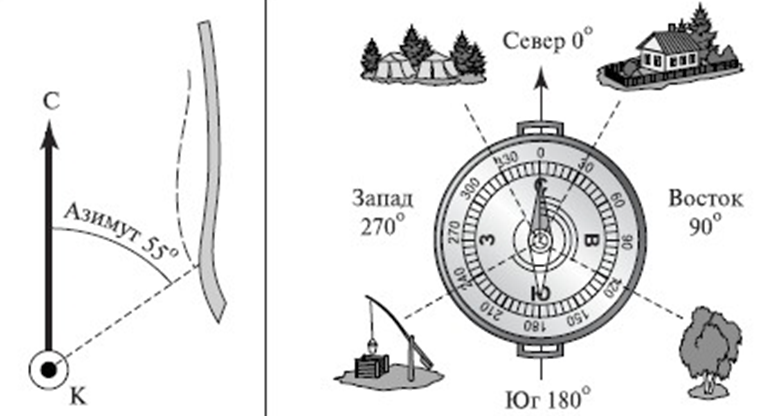 С
Азимут 55°
К
Север 0°
Запад
270°
Восток
90°
Юг 180°
0
30
60
90
120
150
180
210
240
270
300
330
С
В
Ю
З